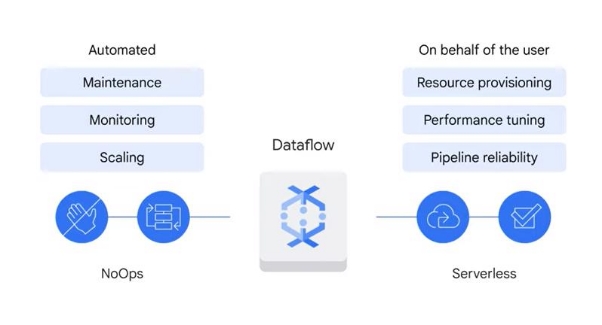 Automated
Maintenance
Monitoring
Scaling
NoOps
Dataflow
On behalf of the user
Resource provisioning
Performance tuning
Pipeline reliability
Serverless